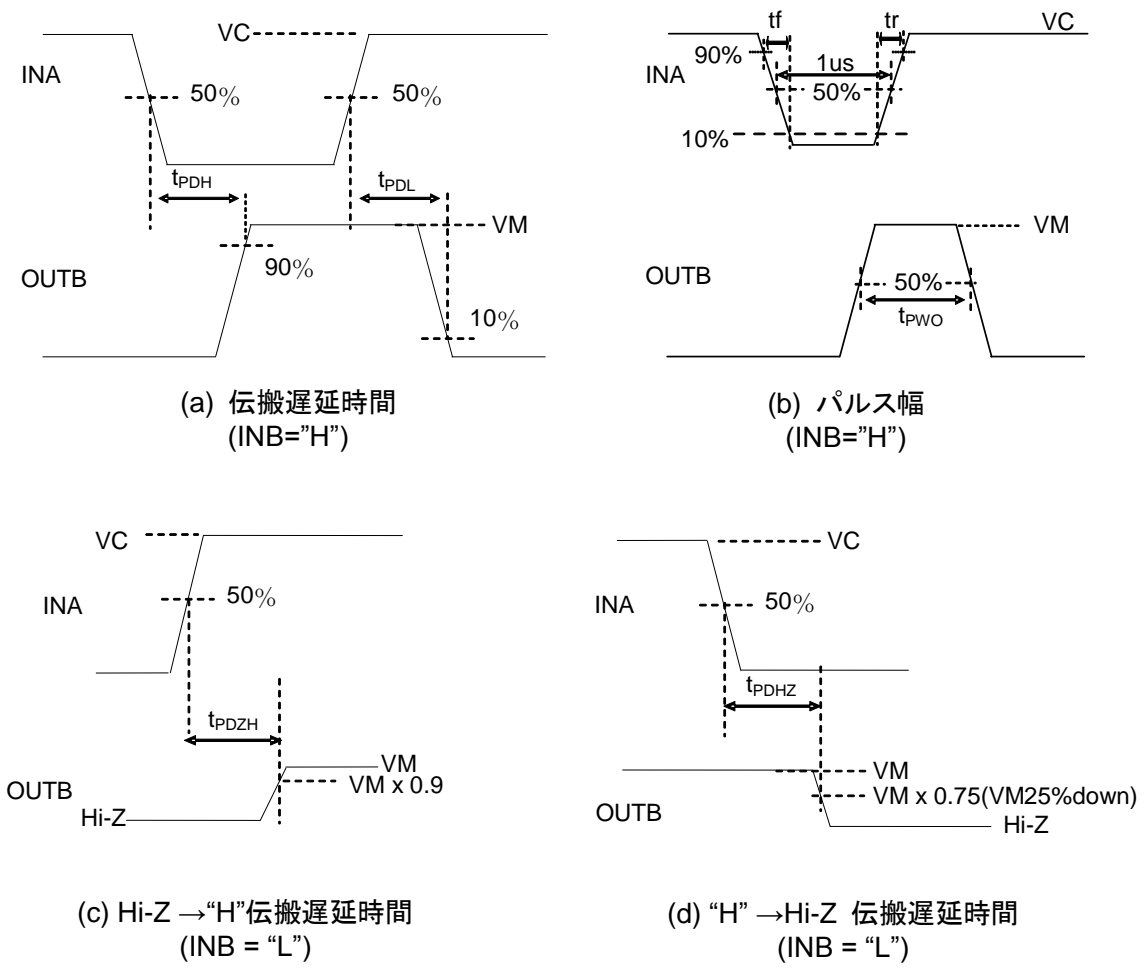 VC
INA
50%
50%
tPDH
tPDL
VM
90%
OUTB
10%
(a) 伝搬遅延時間
(INB=”H”)
tf
tr
VC
90%
INA
1us
50%
10%
VM
OUTB
50%
tPWO
(b) パルス幅
(INB=”H”)
VC
INA
50%
tPDZH
VM
VM x 0.9
OUTB
Hi-Z
(c) Hi-Z →“H”伝搬遅延時間
(INB = “L”)
VC
INA
50%
tPDHZ
VM
VM x 0.75(VM25%down)
OUTB
Hi-Z
(d) “H” →Hi-Z 伝搬遅延時間
(INB = “L”)